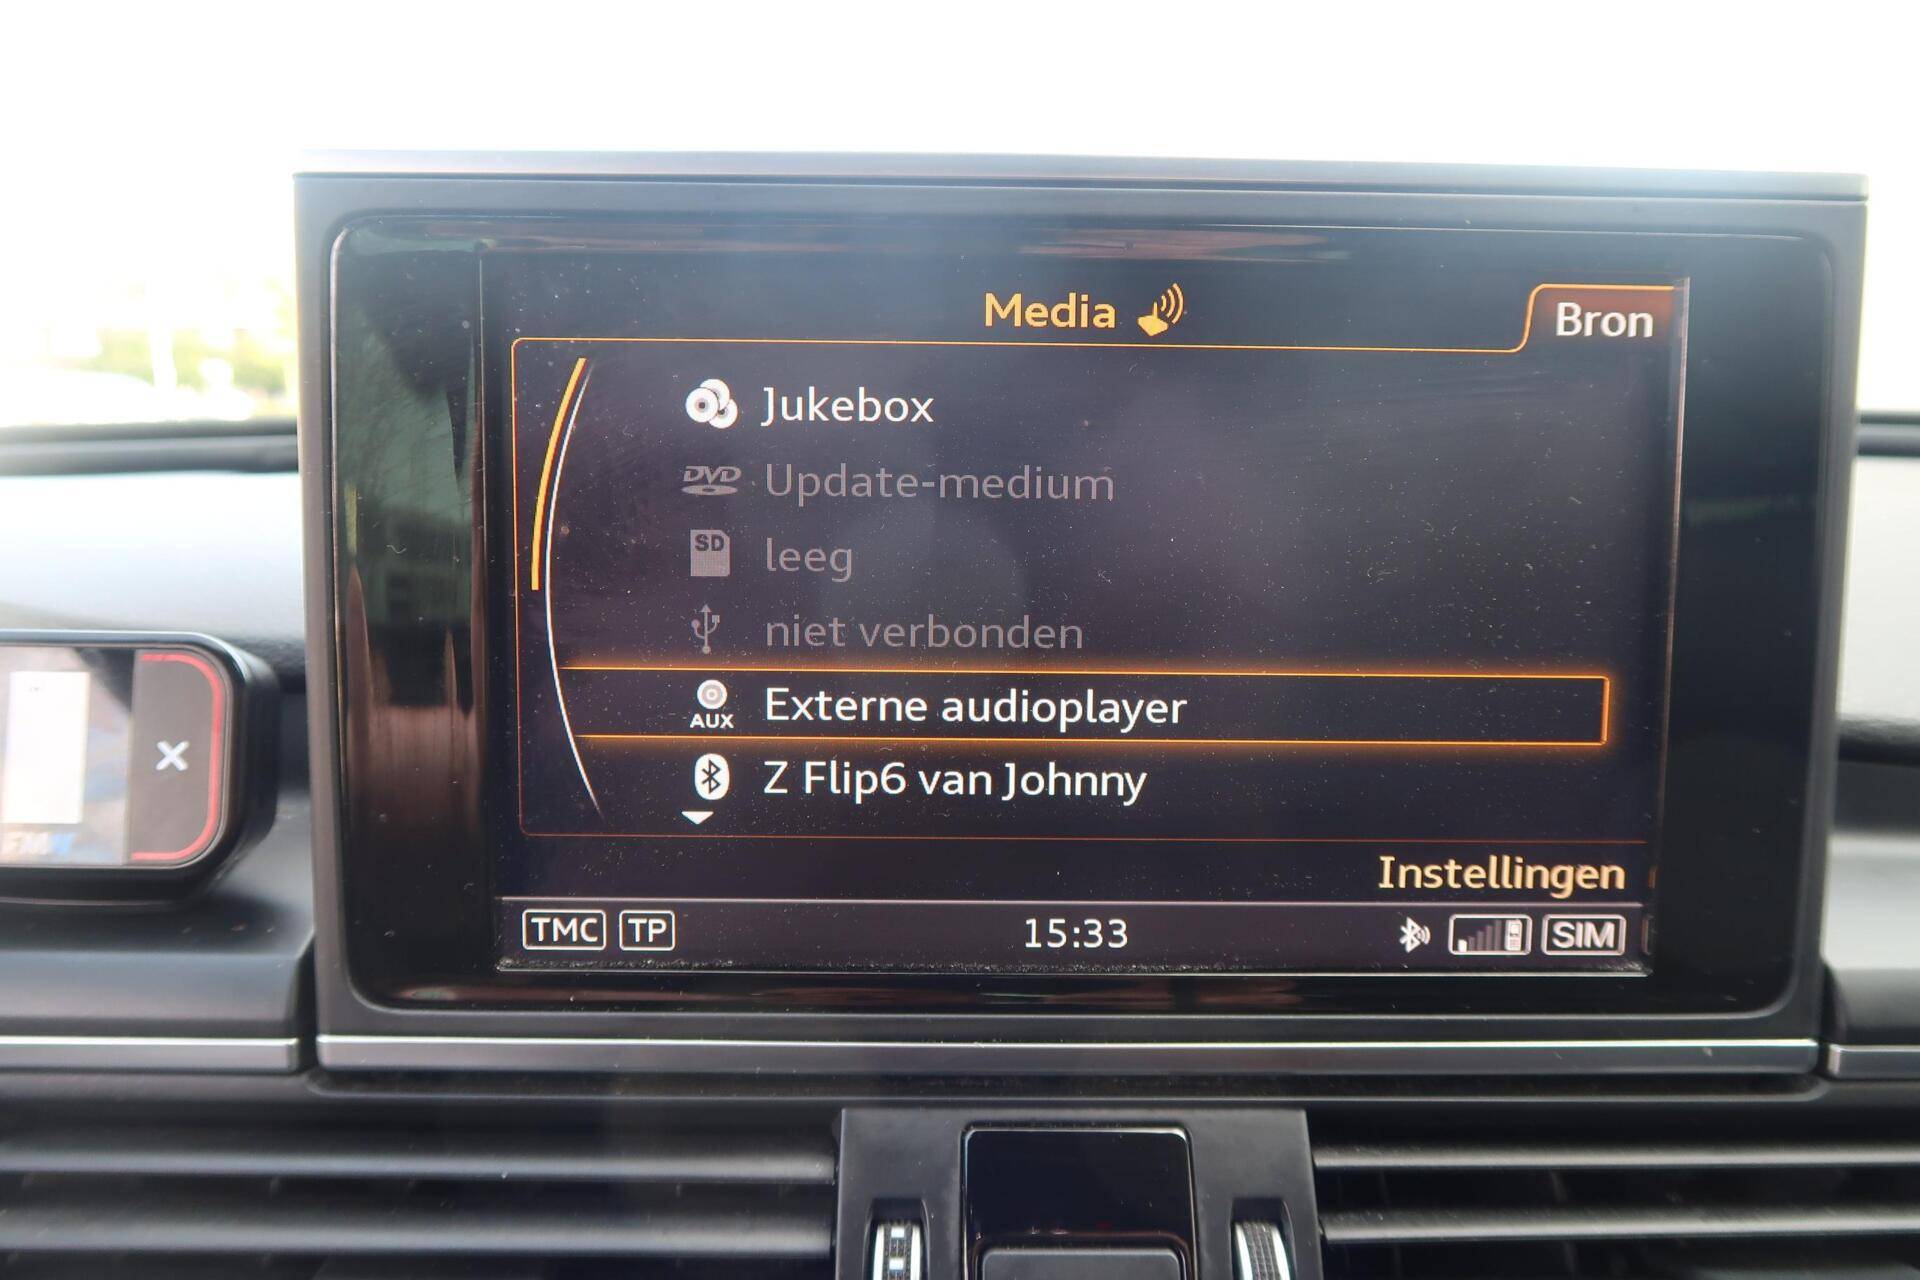 Media
Bron
Jukebox
DVD Update-medium
SD leeg
niet verbonden
AUX Externe audioplayer
Z Flip6 van Johnny
Instellingen
TMC TP 15:33 SIM